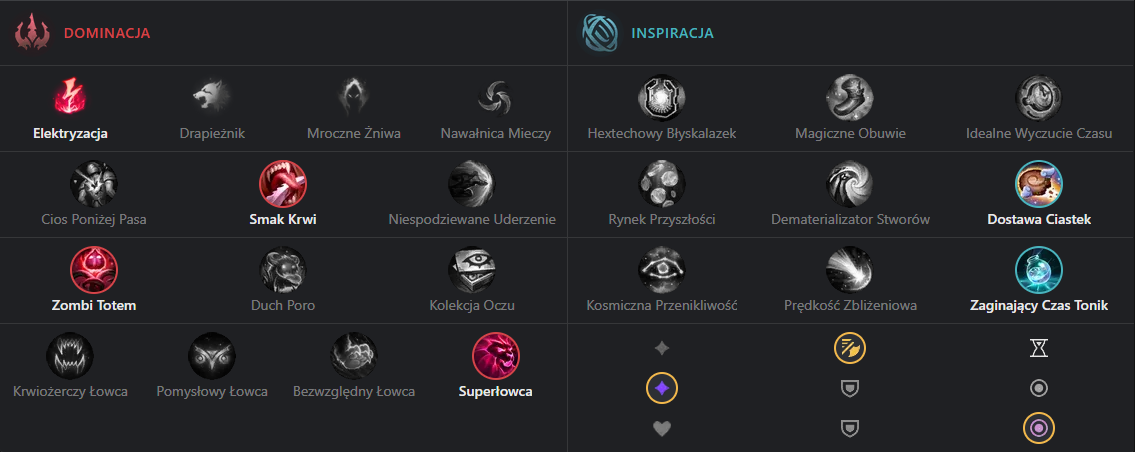 DOMINACJA
INSPIRACJA
Elektryzacja
Drapieżnik
Mroczne Żniwa
Nawałnica Mieczy
Hextechowy Błyskalazek
Magiczne Obuwie
Idealne Wyczucie Czasu
Cios Poniżej Pasa
Smak Krwi
Niespodziewane Uderzenie
Rynek Przyszłości
Dematerializator Stworów
Dostawa Ciastek
Zombi Totem
Duch Poro
Kolekcja Oczu
Kosmiczna Przenikliwość
Prędkość Zbliżeniowa
Zaginający Czas Tonik
Krwiożerczy Łowca
Pomysłowy Łowca
Bezwzględny Łowca
Superłowca